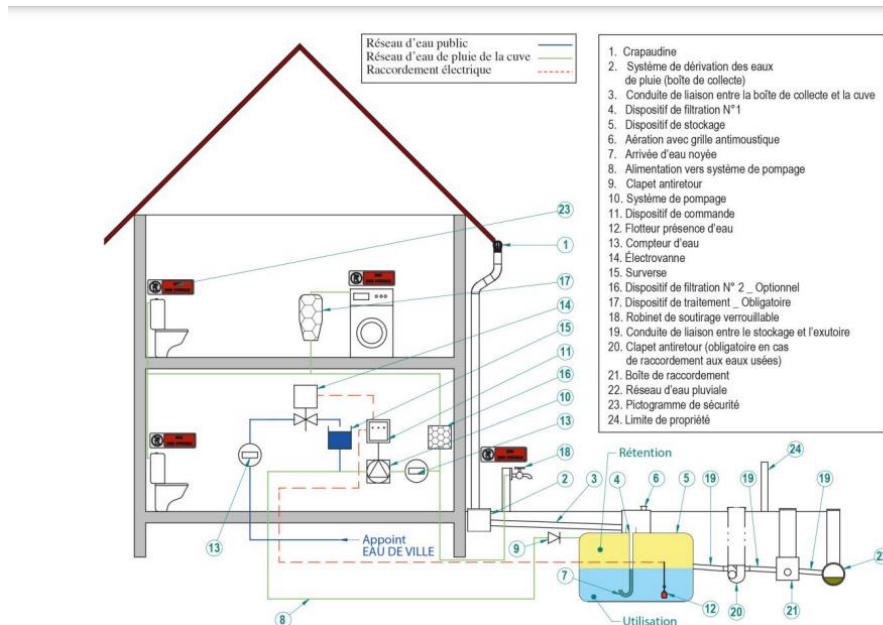 Réseau d'eau public
Réseau d'eau de pluie de la cuve
Raccordement électrique
1. Crapaudine
2. Système de dérivation des eaux
de pluie (boîte de collecte)
3. Conduite de liaison entre la boîte de collecte et la cuve
4. Dispositif de filtration N°1
5. Dispositif de stockage
6. Aération avec grille antimoustique
7. Arrivée d'eau noyée
8. Alimentation vers système de pompage
9. Clapet antiretour
10. Système de pompage
11. Dispositif de commande
12. Flotteur présence d'eau
13. Compteur d'eau
14. Électrovanne
15. Surverse
16. Dispositif de filtration N° 2 _ Optionnel
17. Dispositif de traitement _ Obligatoire
18. Robinet de soutirage verrouillable
19. Conduite de liaison entre le stockage et l'exutoire
20. Clapet antiretour (obligatoire en cas
de raccordement aux eaux usées)
21. Boîte de raccordement
22. Réseau d'eau pluviale
23. Pictogramme de sécurité
24. Limite de propriété
23
1
17
14
15
11
16
10
13
18
2
3
4
6
5
19
24
19
19
Rétention
13
Appoint
EAU DE VILLE
9
7
12
20
21
8
Utilisation